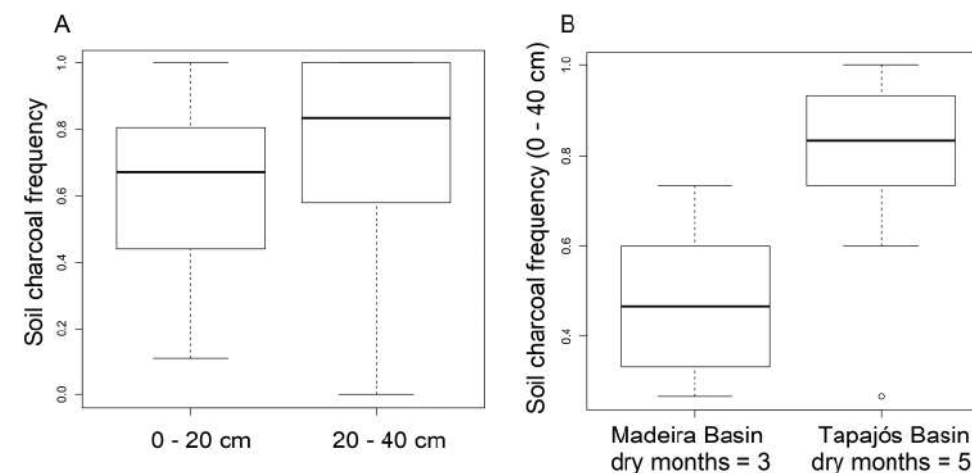 A
Soil charcoal frequency
1.0
0.8
0.6
0.4
0.2
0.0
0 - 20 cm
20 - 40 cm
B
Soil charcoal frequency (0 - 40 cm)
1.0
0.8
0.6
0.4
Madeira Basin
dry months = 3
Tapajós Basin
dry months = 5